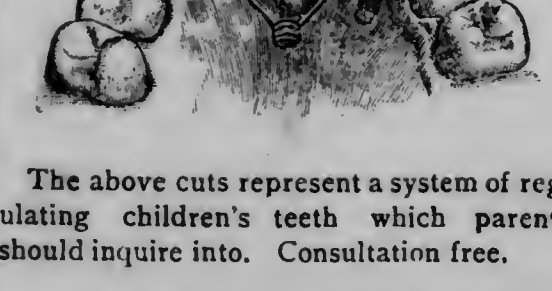 The above cuts represent a system of reg
ulating children's teeth which paren
should inquire into. Consultation free.